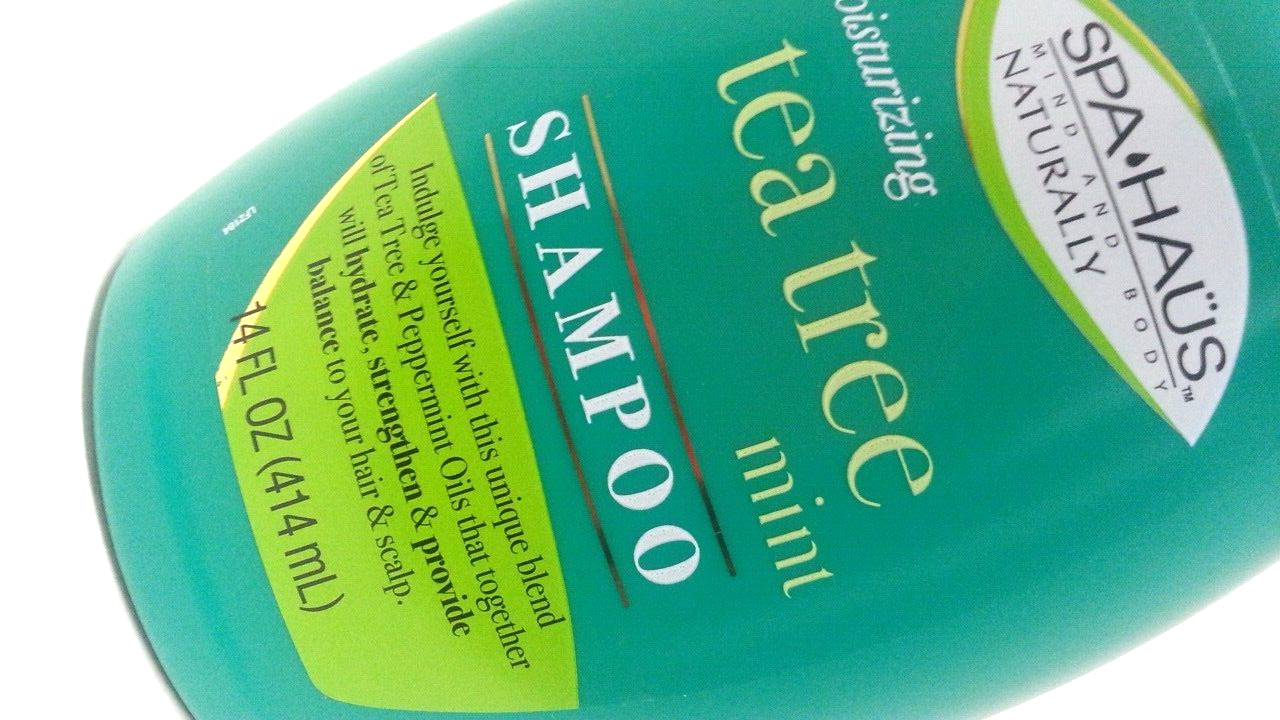 SPA HAÜS™
MIND AND BODY
NATURALLY
oisturizing
tea tree
mint
SHAMPOO
Indulge yourself with this unique blend
of Tea Tree & Peppermint Oils that together
will hydrate, strengthen & provide
balance to your hair & scalp.
14 FL OZ (414 mL)